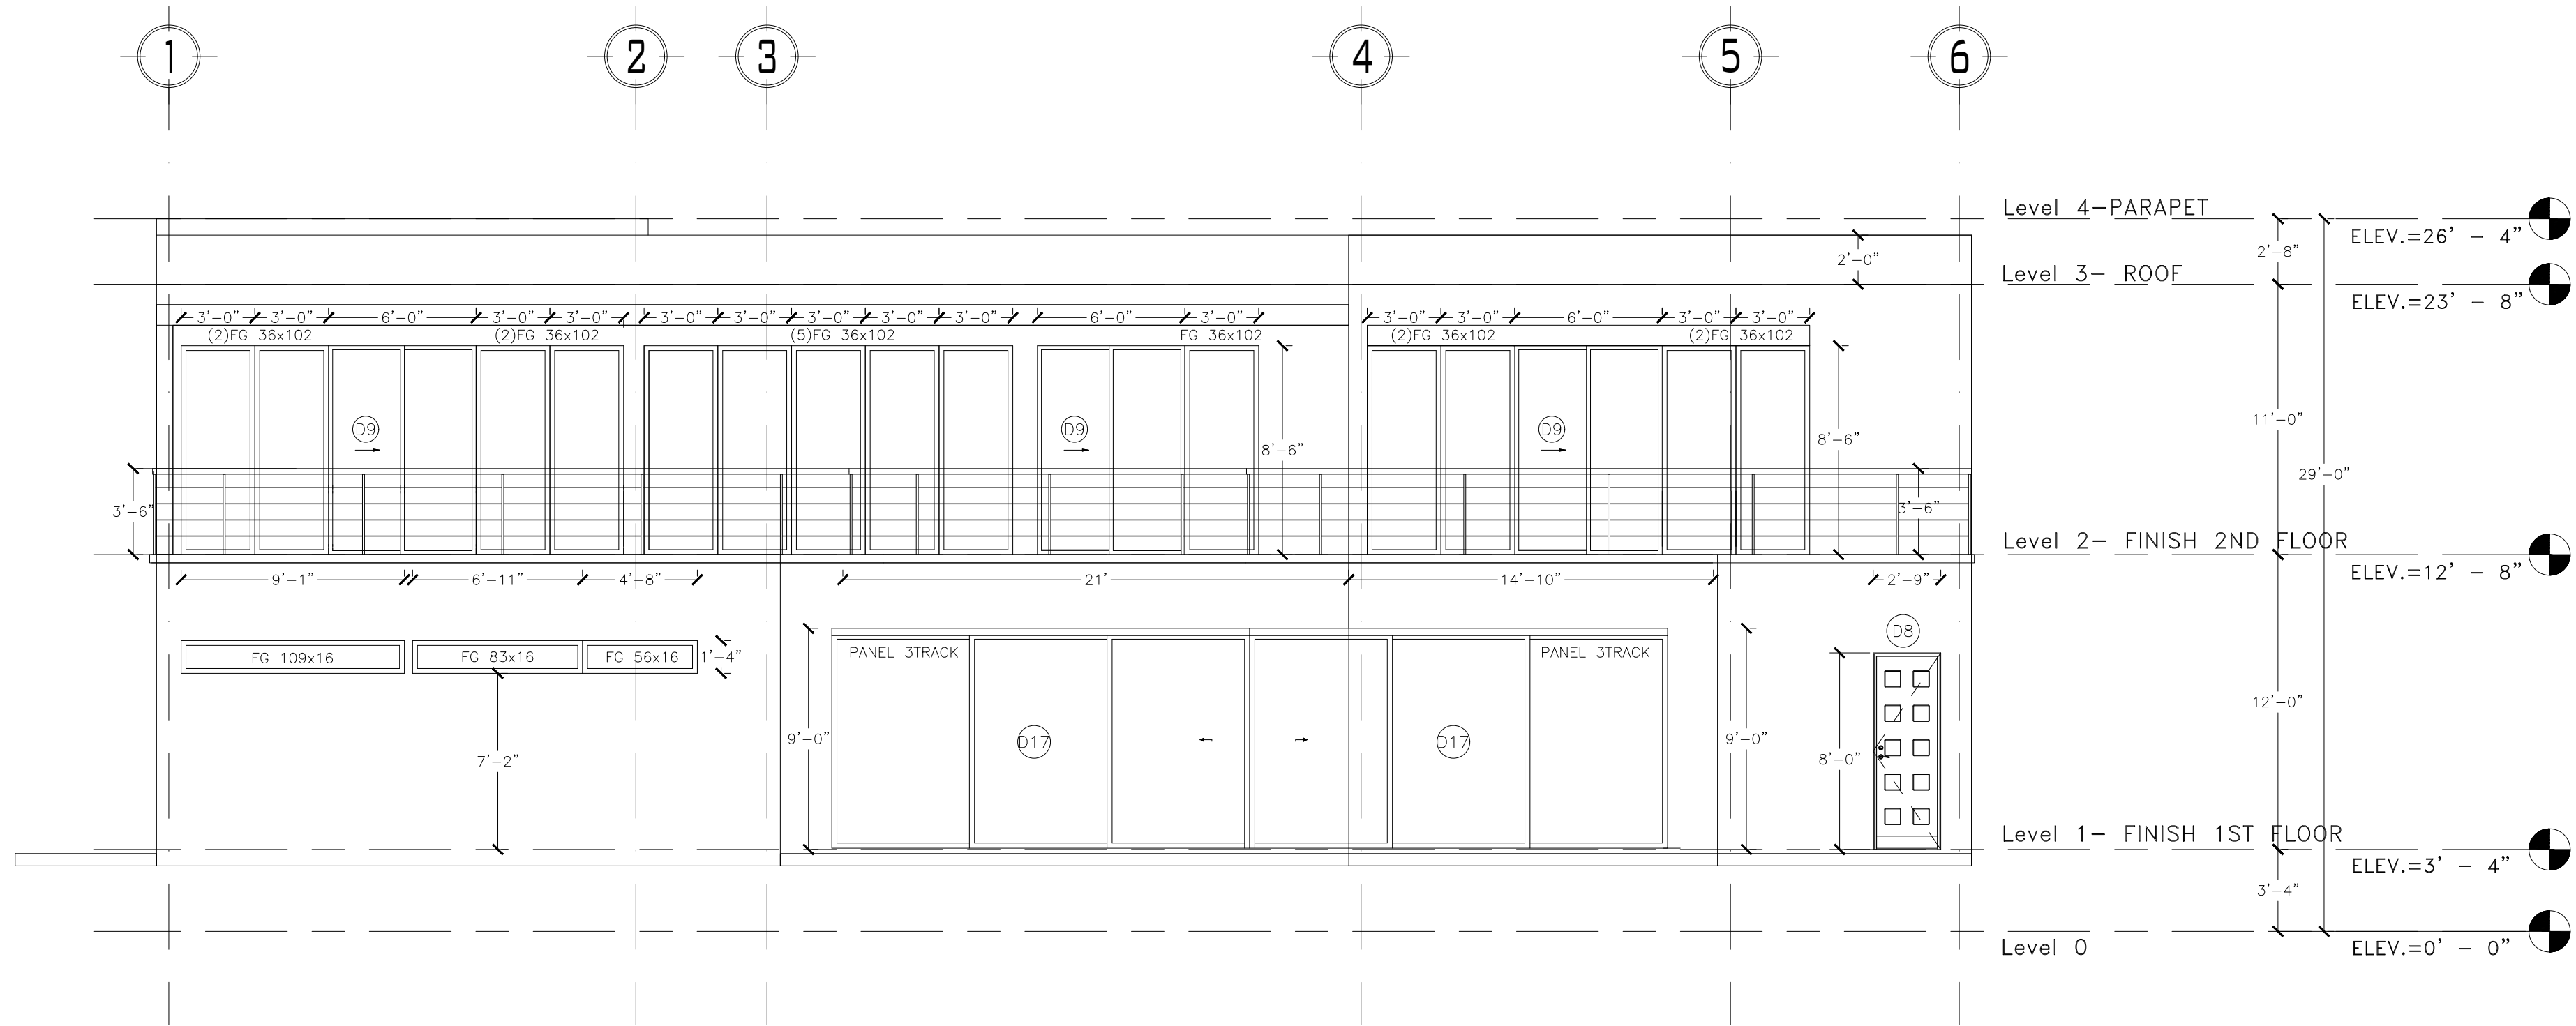 1 2 3 4 5 6
Level 4-PARAPET
ELEV.=26' - 4"
2'-8"
2'-0"
Level 3- ROOF
ELEV.=23' - 8"
3'-0" 3'-0" 6'-0" 3'-0" 3'-0" 3'-0" 3'-0" 3'-0" 3'-0" 3'-0" 6'-0" 3'-0" 3'-0" 3'-0" 6'-0" 3'-0" 3'-0"
(2)FG 36x102 (2)FG 36x102 (5)FG 36x102 FG 36x102 (2)FG 36x102 (2)FG 36x102
11'-0"
D9 D9 D9
8'-6" 8'-6"
29'-0"
3'-6" 3'-6"
Level 2- FINISH 2ND FLOOR
ELEV.=12' - 8"
9'-1" 6'-11" 4'-8" 21' 14'-10" 2'-9"
D8
FG 109x16 FG 83x16 FG 56x16 1'-4" PANEL 3TRACK PANEL 3TRACK
12'-0"
7'-2" 9'-0" D17 D17 9'-0" 8'-0"
Level 1- FINISH 1ST FLOOR
ELEV.=3' - 4"
3'-4"
Level 0
ELEV.=0' - 0"